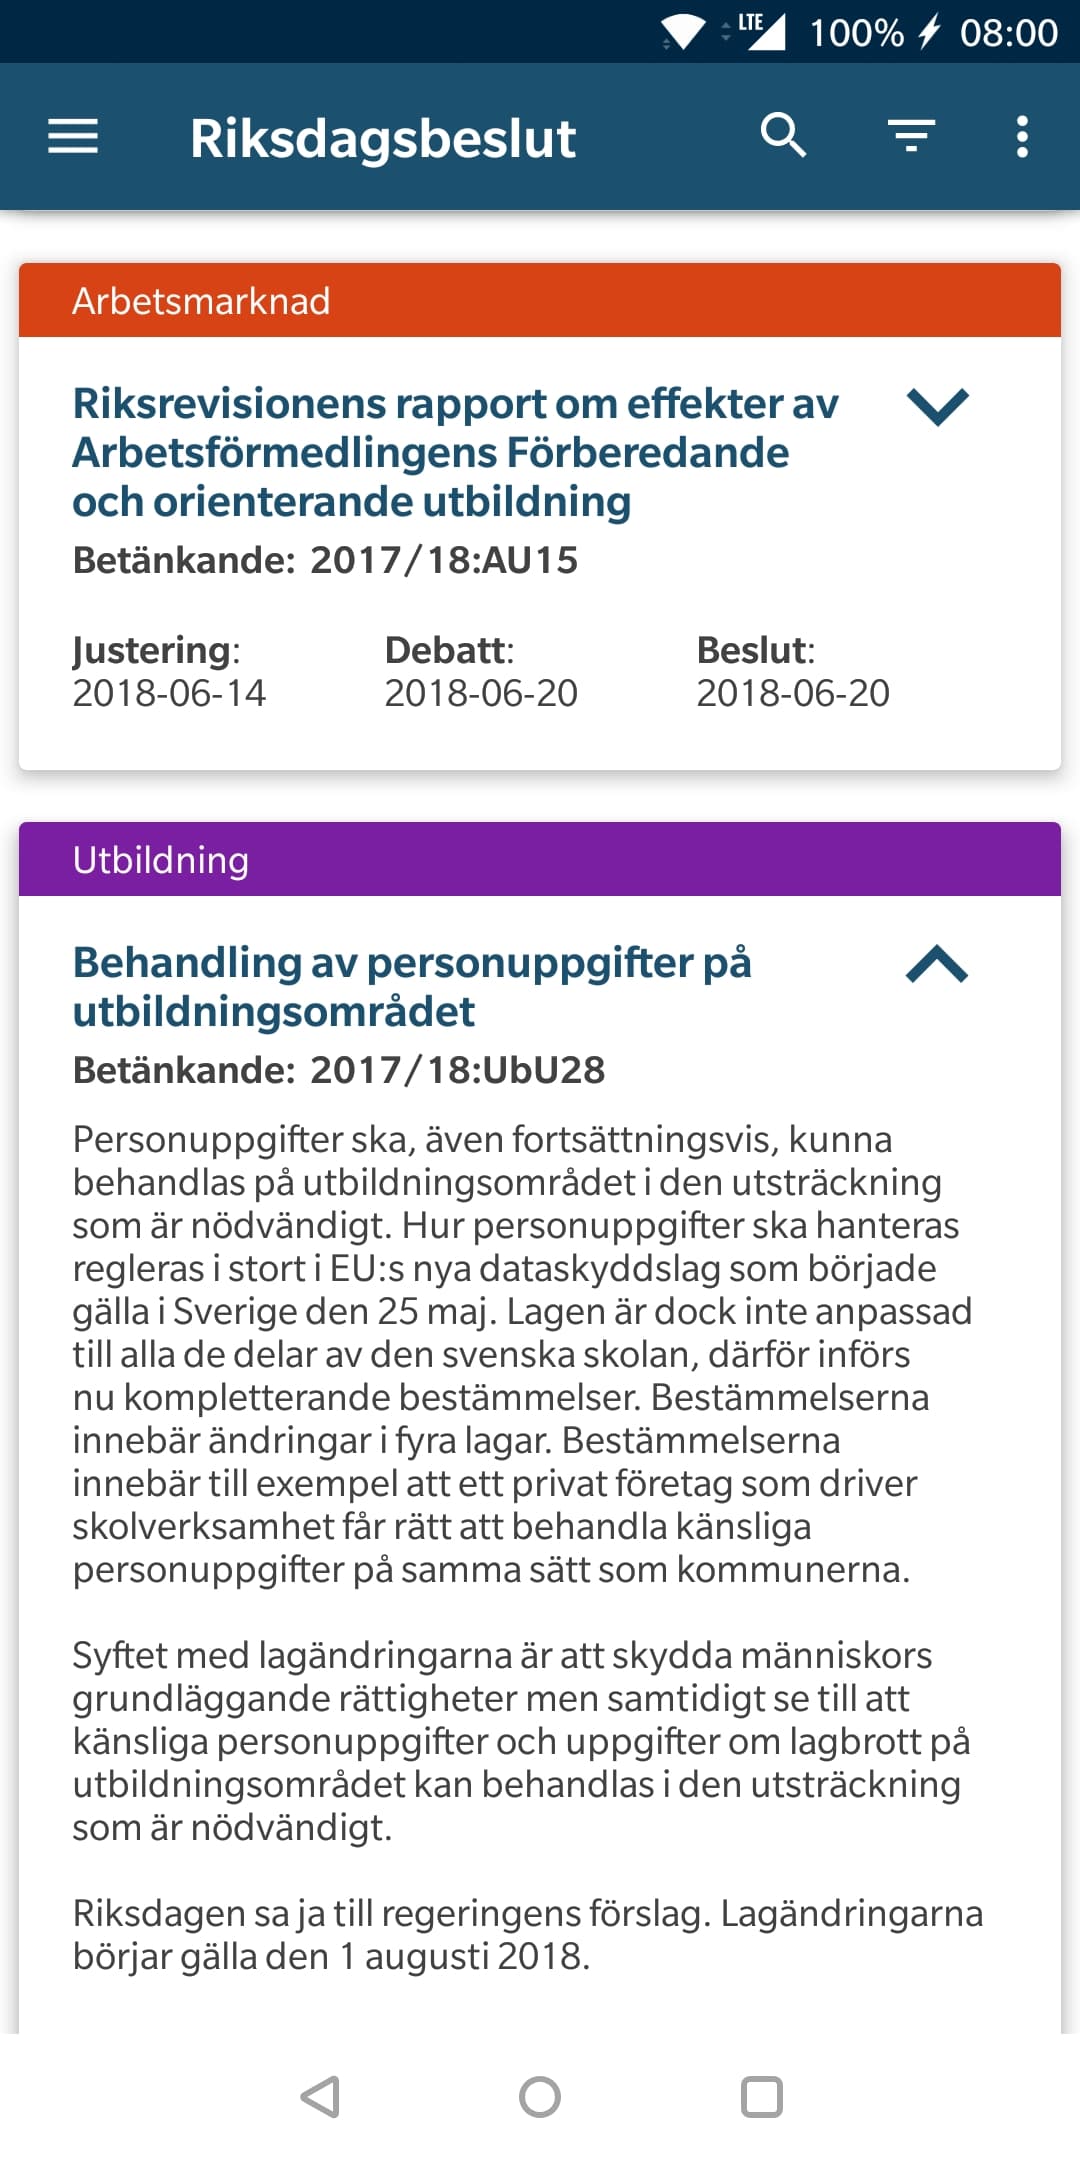 LTE 100% 08:00
Riksdagsbeslut
Arbetsmarknad
Riksrevisionens rapport om effekter av
Arbetsförmedlingens Förberedande
och orienterande utbildning
Betänkande: 2017/18:AU15
Justering: Debatt: Beslut:
2018-06-14 2018-06-20 2018-06-20
Utbildning
Behandling av personuppgifter på
utbildningsområdet
Betänkande: 2017/18:UbU28
Personuppgifter ska, även fortsättningsvis, kunna
behandlas på utbildningsområdet i den utsträckning
som är nödvändigt. Hur personuppgifter ska hanteras
regleras i stort i EU:s nya dataskyddslag som började
gälla i Sverige den 25 maj. Lagen är dock inte anpassad
till alla de delar av den svenska skolan, därför införs
nu kompletterande bestämmelser. Bestämmelserna
innebär ändringar i fyra lagar. Bestämmelserna
innebär till exempel att ett privat företag som driver
skolverksamhet får rätt att behandla känsliga
personuppgifter på samma sätt som kommunerna.
Syftet med lagändringarna är att skydda människors
grundläggande rättigheter men samtidigt se till att
känsliga personuppgifter och uppgifter om lagbrott på
utbildningsområdet kan behandlas i den utsträckning
som är nödvändigt.
Riksdagen sa ja till regeringens förslag. Lagändringarna
börjar gälla den 1 augusti 2018.